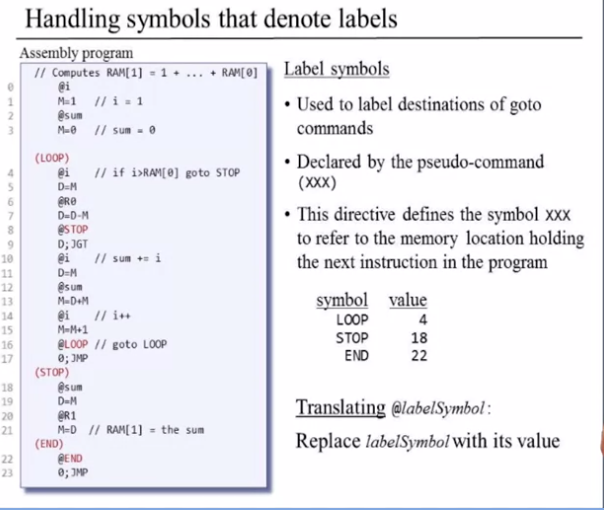 Handling symbols that denote labels
Assembly program
// Computes RAM[1] = 1 + ... + RAM[0]
0 @i
1 M=1 // i = 1
2 @sum
3 M=0 // sum = 0
(LOOP)
4 @i // if i>RAM[0] goto STOP
5 D=M
6 @R0
7 D=D-M
8 @STOP
9 D;JGT
10 @i // sum += i
11 D=M
12 @sum
13 M=D+M
14 @i // i++
15 M=M+1
16 @LOOP // goto LOOP
17 0;JMP
(STOP)
18 @sum
19 D=M
20 @R1
21 M=D // RAM[1] = the sum
(END)
22 @END
23 0;JMP
Label symbols
• Used to label destinations of goto
commands
• Declared by the pseudo-command
(XXX)
• This directive defines the symbol XXX
to refer to the memory location holding
the next instruction in the program
symbol value
LOOP 4
STOP 18
END 22
Translating @labelSymbol:
Replace labelSymbol with its value